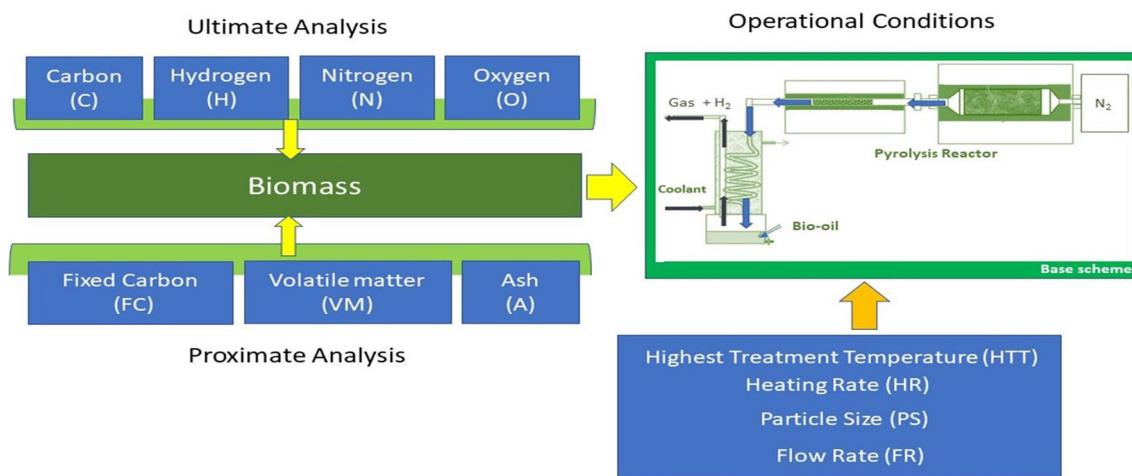 Ultimate Analysis
Carbon
(C)
Hydrogen
(H)
Nitrogen
(N)
Oxygen
(O)
Biomass
Fixed Carbon
(FC)
Volatile matter
(VM)
Ash
(A)
Proximate Analysis
Operational Conditions
Gas + H₂
N₂
Pyrolysis Reactor
Coolant
Bio-oil
Base scheme
Highest Treatment Temperature (HTT)
Heating Rate (HR)
Particle Size (PS)
Flow Rate (FR)